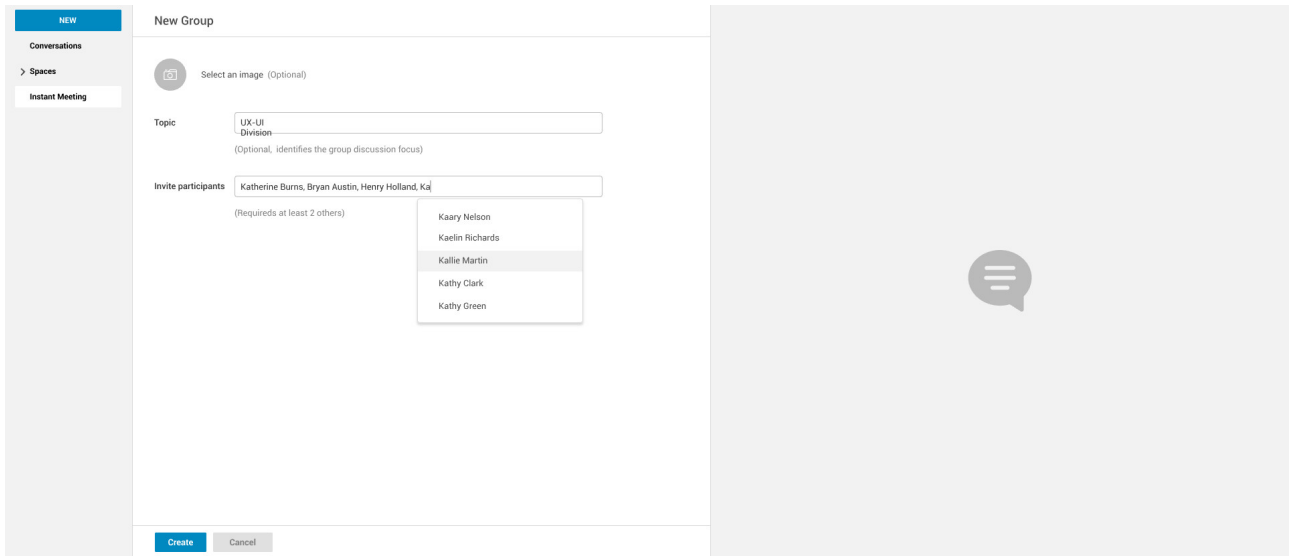 NEW
Conversations
Spaces
Instant Meeting
New Group
Select an image (Optional)
Topic
UX-UI
Division
(Optional, identifies the group discussion focus)
Invite participants
Katherine Burns, Bryan Austin, Henry Holland, Ka
(Requireds at least 2 others)
Kaary Nelson
Kaelin Richards
Kallie Martin
Kathy Clark
Kathy Green
Create
Cancel